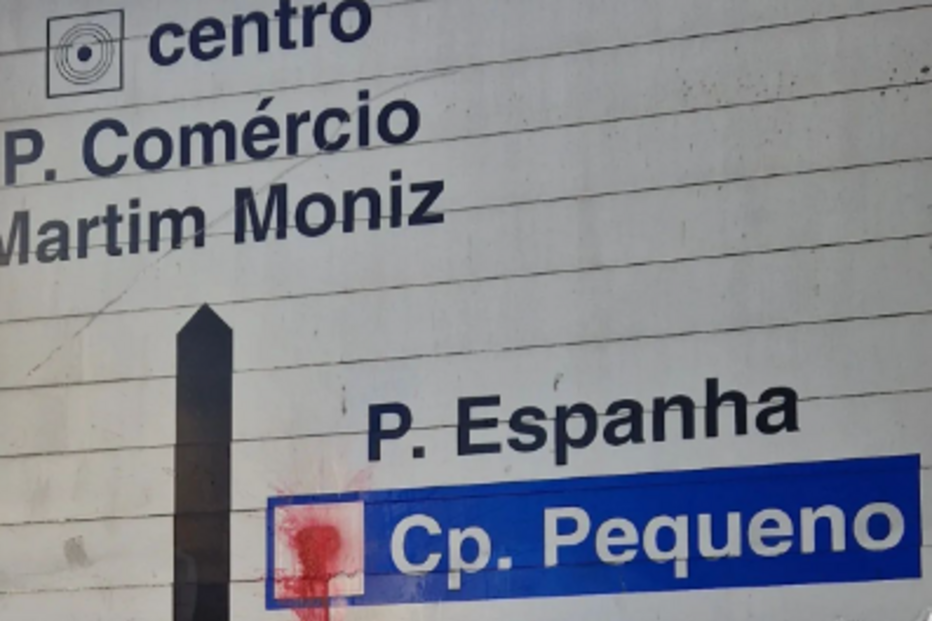 centro
P. Comércio
Martim Moniz
P. Espanha
Cp. Pequeno